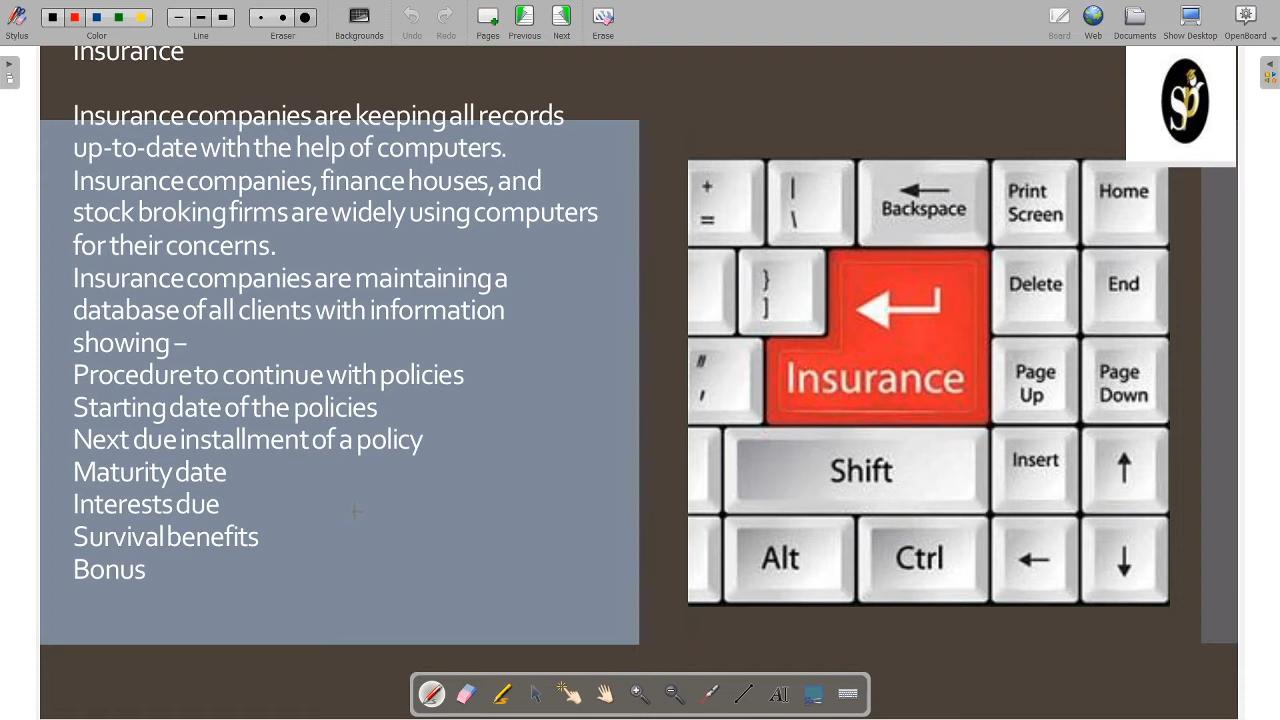 Stylus
Color
Line
Eraser
Backgrounds
Undo
Redo
Pages
Previous
Next
Erase
Board
Web
Documents
Show Desktop
OpenBoard
Insurance
Insurance companies are keeping all records
up-to-date with the help of computers.
Insurance companies, finance houses, and
stock broking firms are widely using computers
for their concerns.
Insurance companies are maintaining a
database of all clients with information
showing –
Procedure to continue with policies
Starting date of the policies
Next due installment of a policy
Maturity date
Interests due
Survival benefits
Bonus
SP
+
=
|
\
Backspace
Print
Screen
Home
}
]
Insurance
Delete
End
"
,
Page
Up
Page
Down
Shift
Insert
Alt
Ctrl
AI